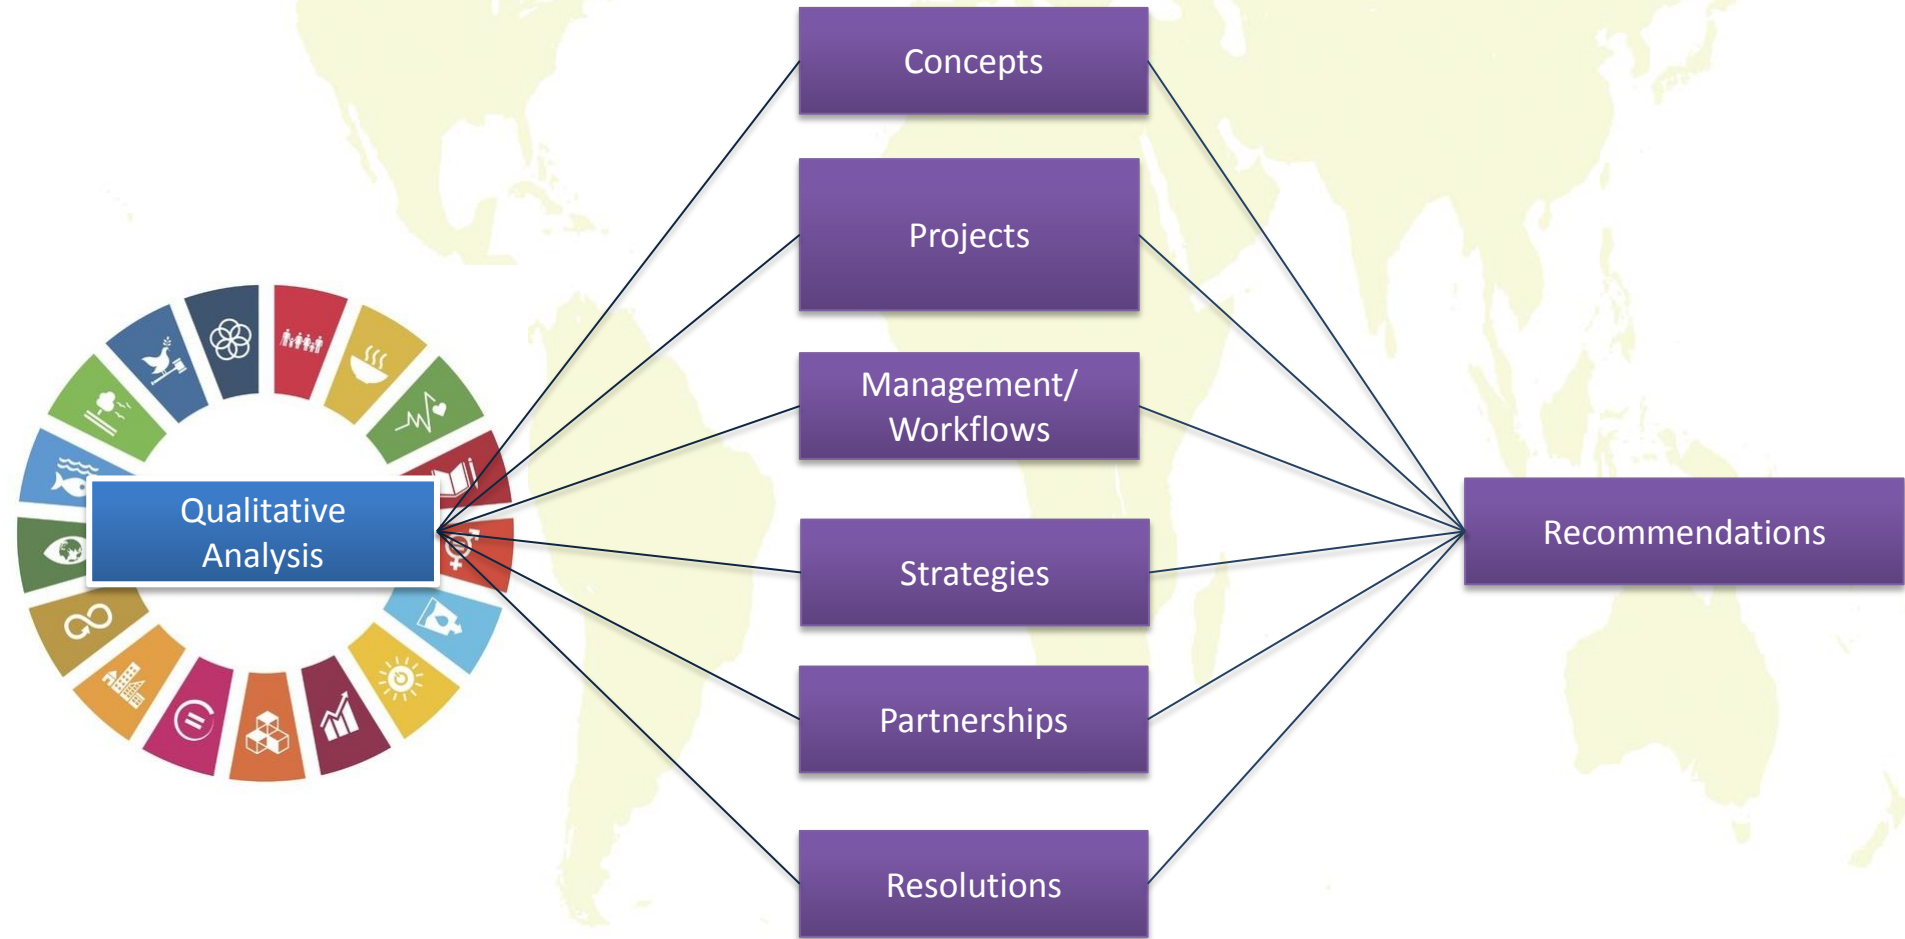 Concepts
Projects
Management/
Workflows
Qualitative
Analysis
Strategies
Recommendations
Partnerships
Resolutions